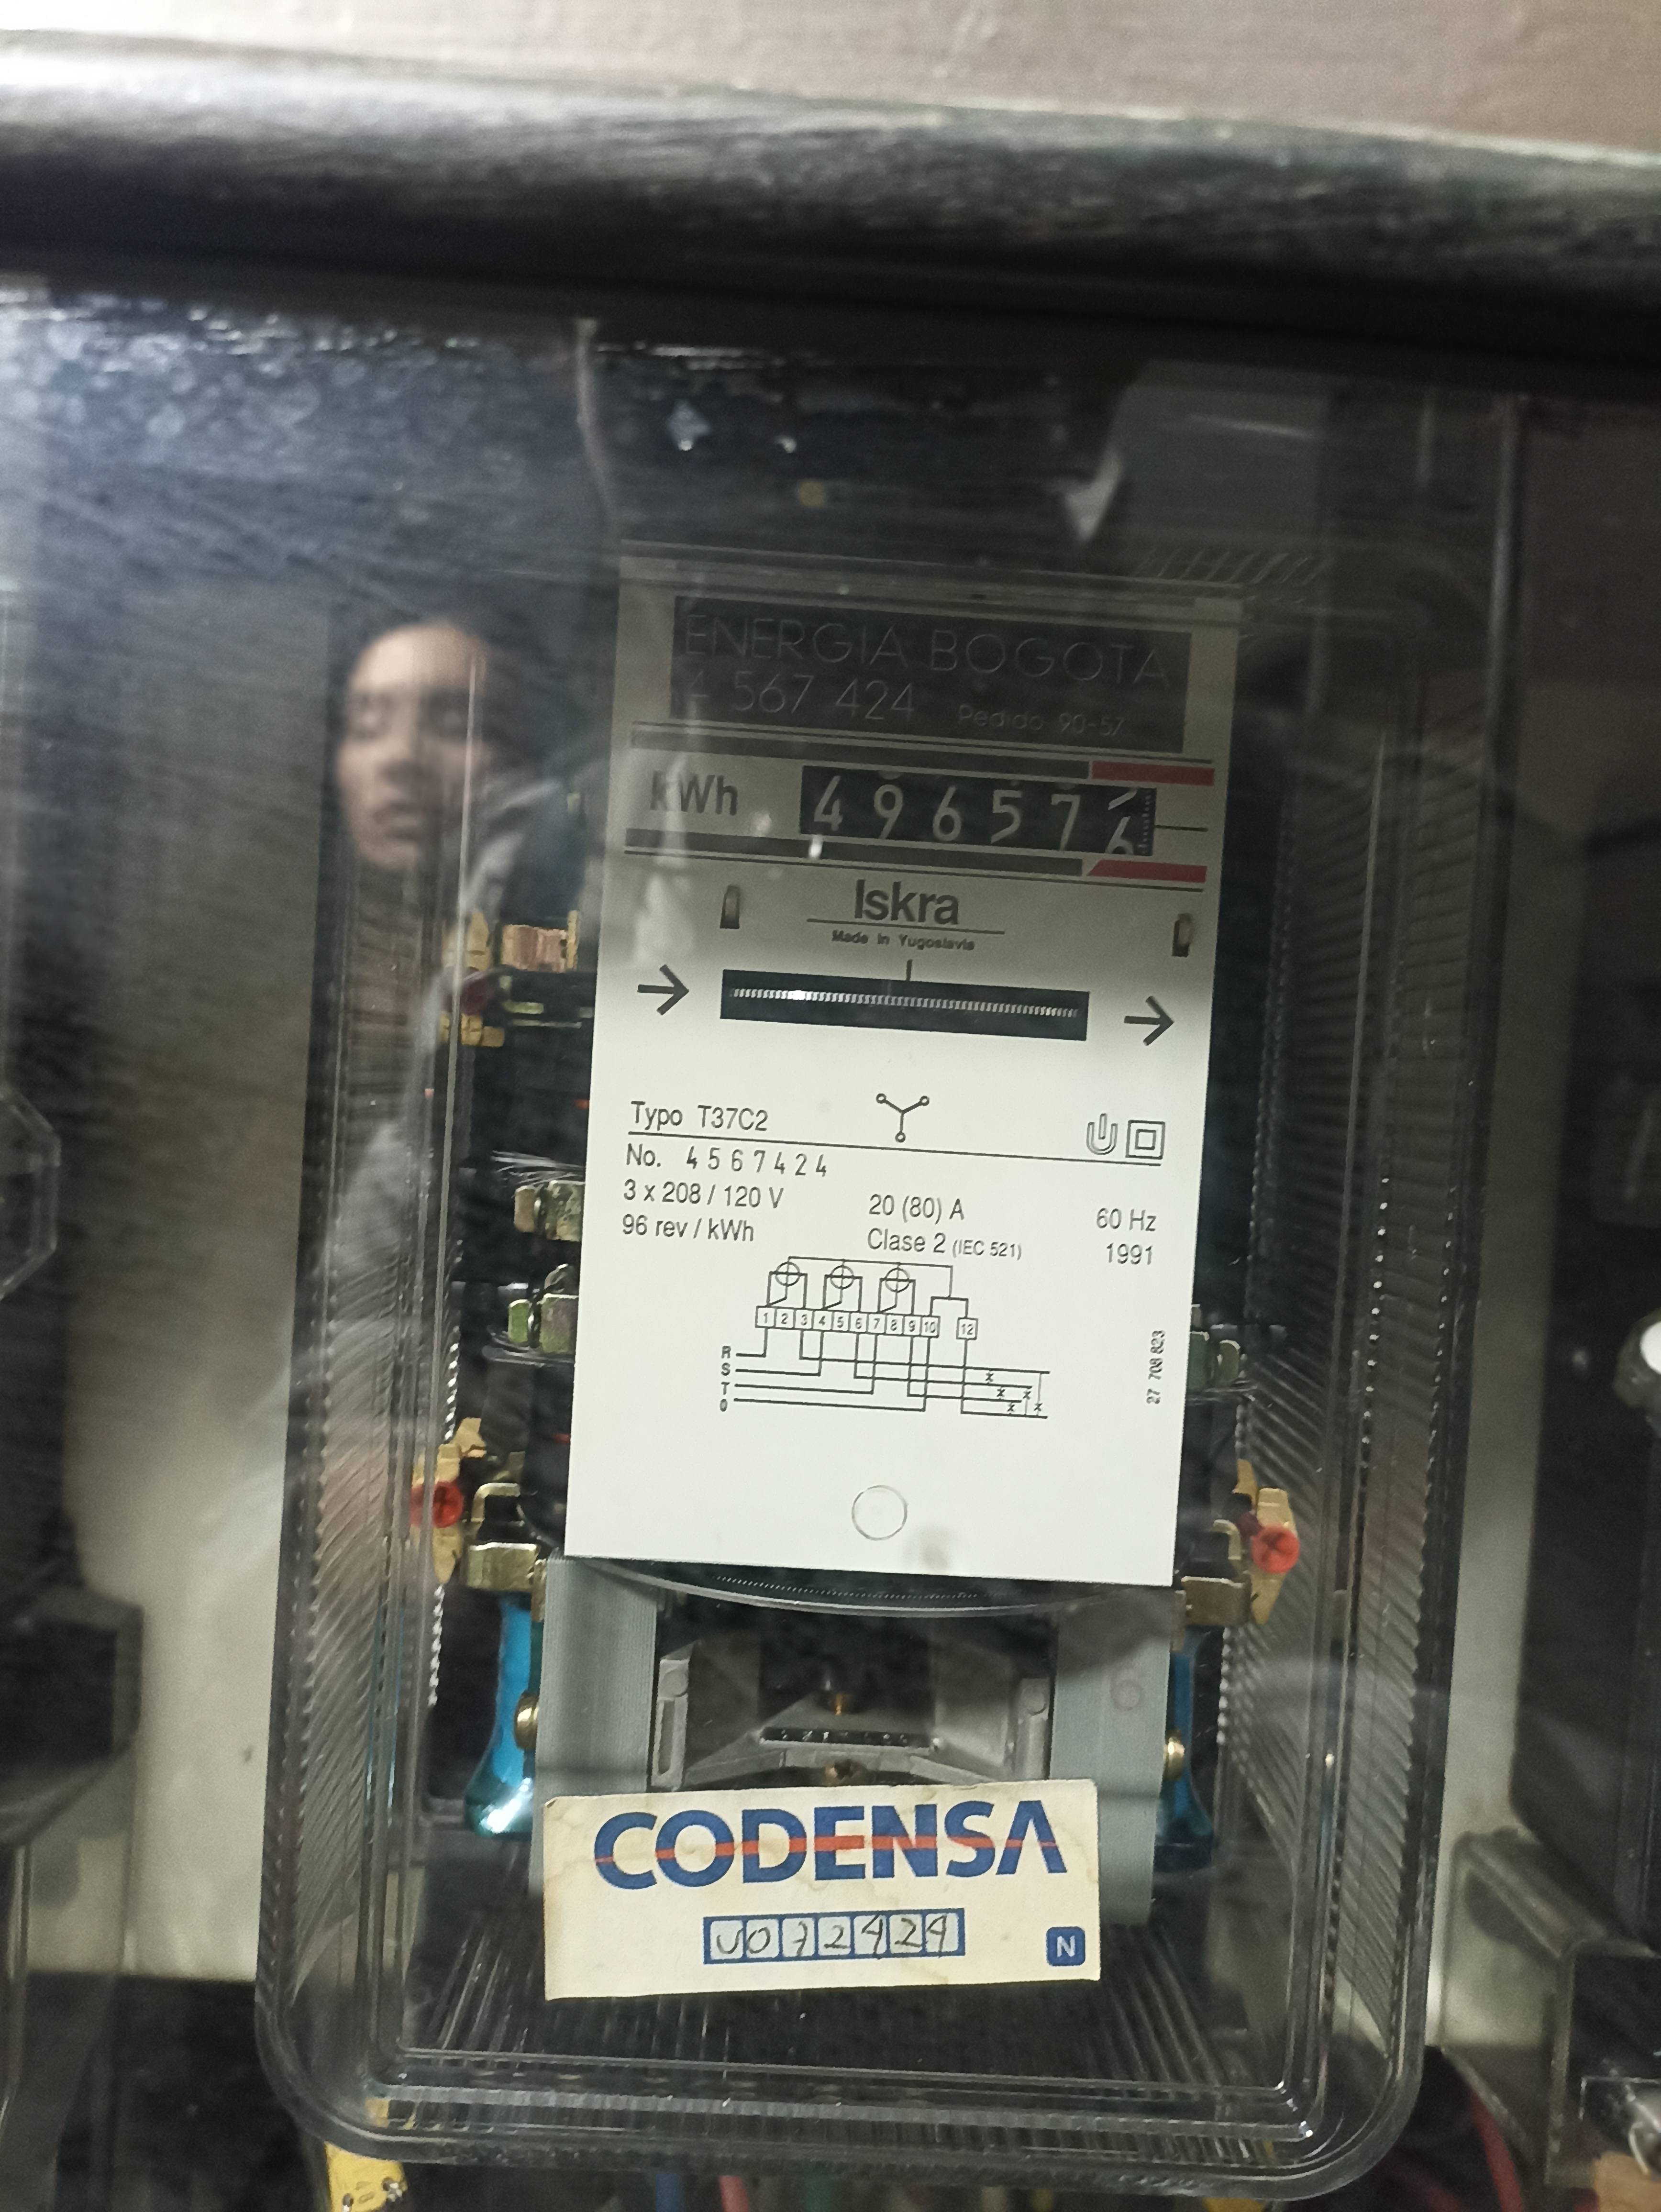 ENERGIA BOGOTA
4 567 424 Pedido 90-57
kWh 49657
Iskra
Made in Yugoslavia
Typo T37C2
No. 4567424
3 x 208 / 120 V 20 (80) A 60 Hz
96 rev / kWh Clase 2 (IEC 521) 1991
1 2 3 4 5 6 7 8 9 10 12
R
S
T
0
27 708 823
6
CODENSA
N